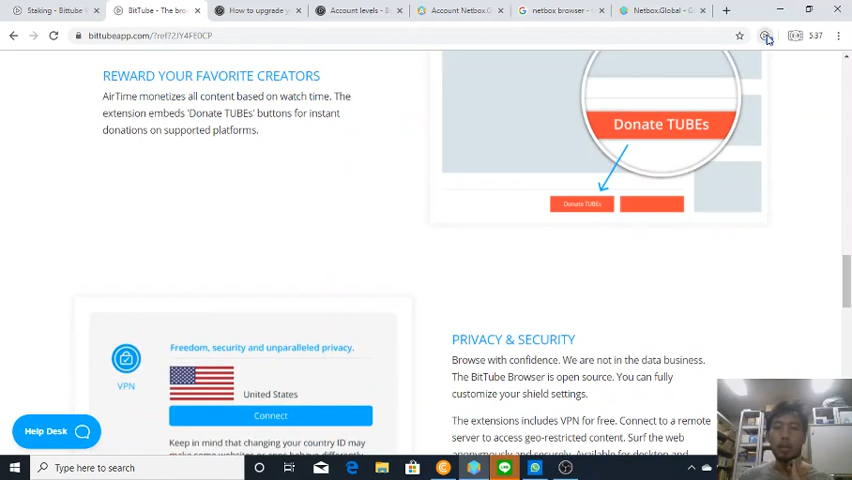 Staking - Bittube
BitTube - The bro
How to upgrade y
Account levels - B
Account Netbox.G
netbox browser -
Netbox.Global -
bittubeapp.com/?ref?2JY4FE0CP
5.37
REWARD YOUR FAVORITE CREATORS
AirTime monetizes all content based on watch time. The
extension embeds 'Donate TUBEs' buttons for instant
donations on supported platforms.
Donate TUBEs
Donate TUBEs
Freedom, security and unparalleled privacy.
VPN
United States
Connect
Keep in mind that changing your country ID may
PRIVACY & SECURITY
Browse with confidence. We are not in the data business.
The BitTube Browser is open source. You can fully
customize your shield settings.
The extensions includes VPN for free. Connect to a remote
server to access geo-restricted content. Surf the web
Help Desk
Type here to search